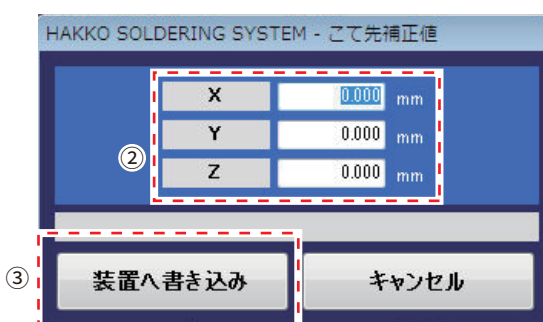 HAKKO SOLDERING SYSTEM - こて先補正値
X 0.000 mm
② Y 0.000 mm
Z 0.000 mm
③ 装置へ書き込み キャンセル